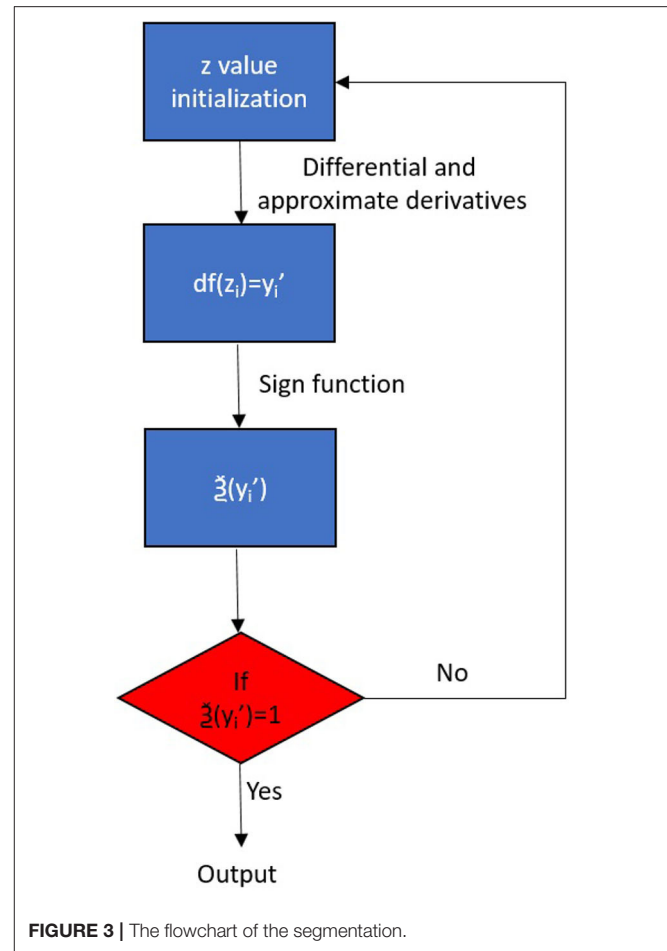 z value
initialization
Differential and
approximate derivatives
df(zᵢ)=yᵢ’
Sign function
Ѯ̌(yᵢ’)
If
Ѯ̌(yᵢ’)=1
No
Yes
Output
FIGURE 3 | The flowchart of the segmentation.